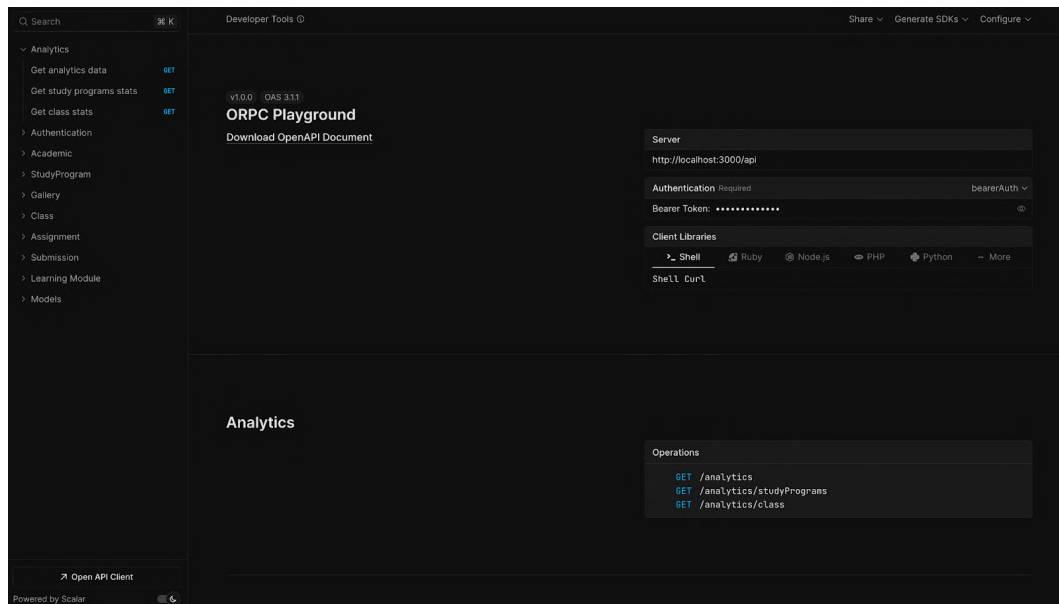 Search ⌘ K
Analytics
Get analytics data GET
Get study programs stats GET
Get class stats GET
Authentication
Academic
StudyProgram
Gallery
Class
Assignment
Submission
Learning Module
Models
Open API Client
Powered by Scalar
Developer Tools
Share Generate SDKs Configure
v1.0.0 OAS 3.1.1
ORPC Playground
Download OpenAPI Document
Server
http://localhost:3000/api
Authentication Required bearerAuth
Bearer Token: •••••••••••••
Client Libraries
Shell Ruby Node.js PHP Python More
Shell Curl
Analytics
Operations
GET /analytics
GET /analytics/studyPrograms
GET /analytics/class